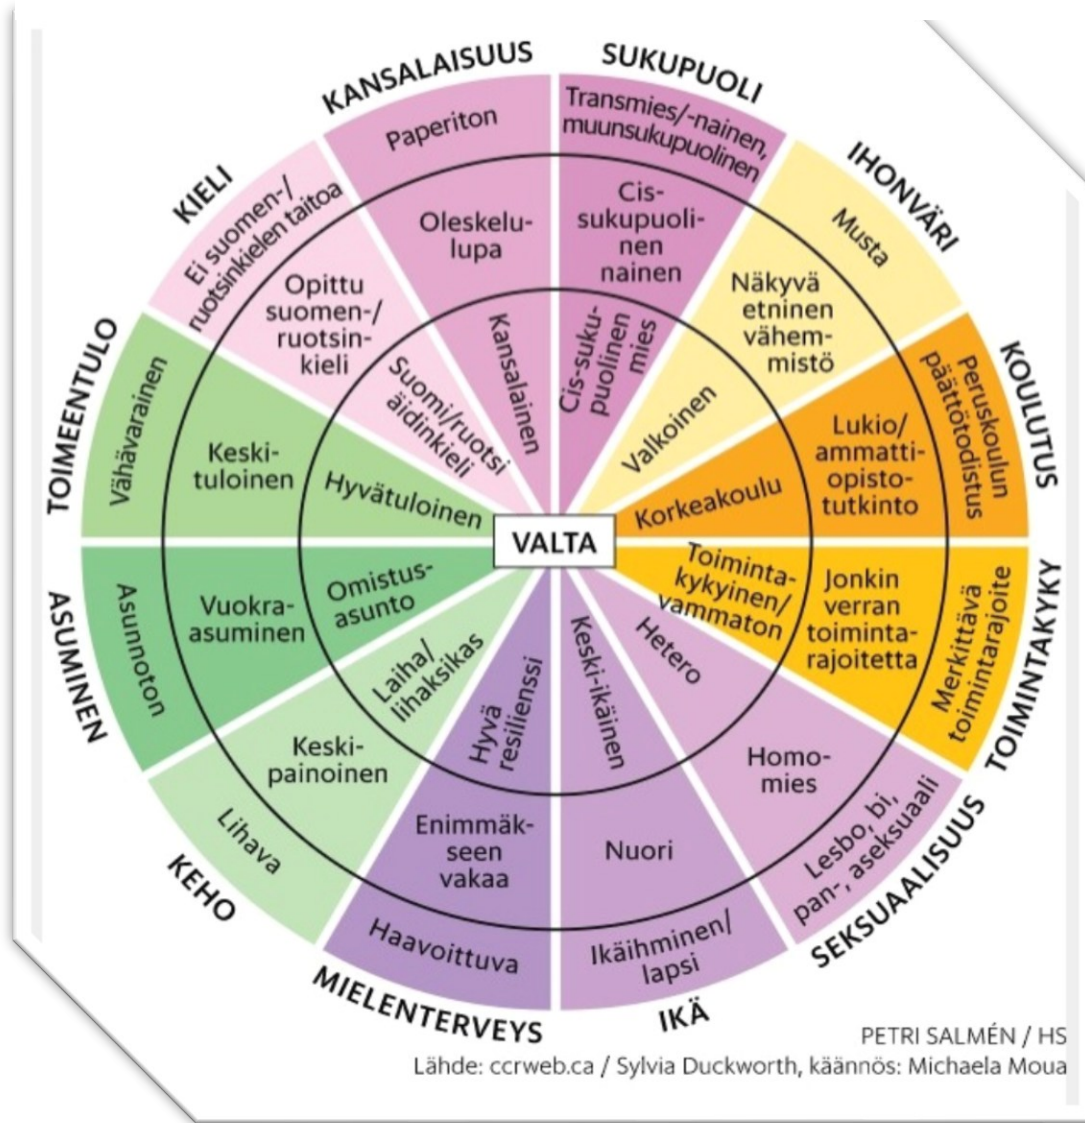 KANSALAISUUS
Paperiton
Oleskelu-
lupa
Kansalainen
SUKUPUOLI
Transmies/-nainen,
muunsukupuolinen
Cis-
sukupuoli-
nen
nainen
Cis-suku-
puolinen
mies
IHONVÄRI
Musta
Näkyvä
etninen
vähem-
mistö
Valkoinen
KOULUTUS
Peruskoulun
päättötodistus
Lukio/
ammatti-
opisto-
tutkinto
Korkeakoulu
TOIMINTAKYKY
Merkittävä
toimintarajoite
Jonkin
verran
toiminta-
rajoitetta
Toiminta-
kykyinen/
vammaton
SEKSUAALISUUS
Lesbo, bi,
pan-, aseksuaali
Homo-
mies
Hetero
IKÄ
Ikäihminen/
lapsi
Nuori
Keski-ikäinen
MIELENTERVEYS
Haavoittuva
Enimmäk-
seen
vakaa
Hyvä
resilienssi
KEHO
Lihava
Keski-
painoinen
Laiha/
lihaksikas
ASUMINEN
Asunnoton
Vuokra-
asuminen
Omistus-
asunto
TOIMEENTULO
Vähävarainen
Keski-
tuloinen
Hyvätuloinen
KIELI
Ei suomen-/
ruotsinkielen taitoa
Opittu
suomen-/
ruotsin-
kieli
Suomi/ruotsi
äidinkieli
VALTA
PETRI SALMÉN / HS
Lähde: ccrweb.ca / Sylvia Duckworth, käännös: Michaela Moua